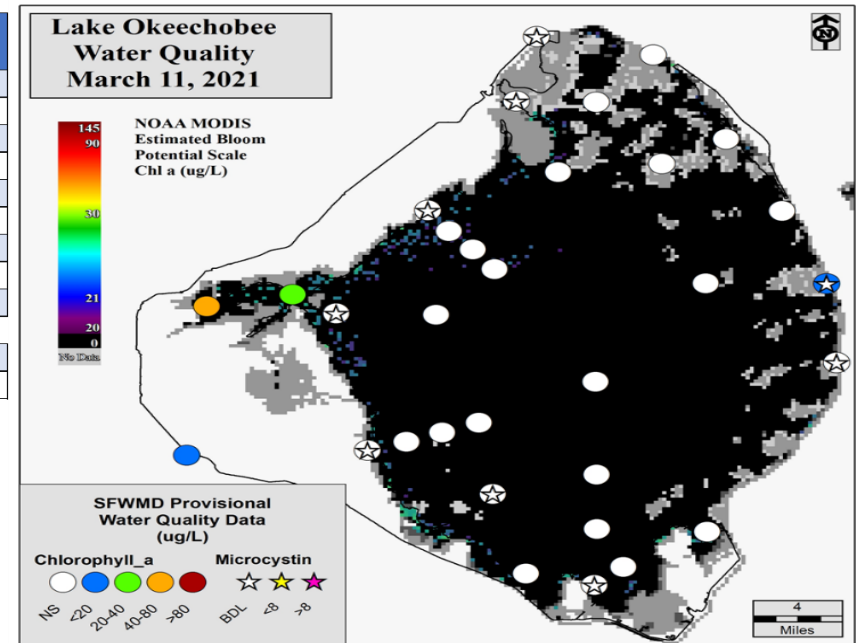 Lake Okeechobee
Water Quality
March 11, 2021
NOAA MODIS
Estimated Bloom
Potential Scale
Chl a (ug/L)
145
90
30
21
20
0
No Data
N
SFWMD Provisional
Water Quality Data
(ug/L)
Chlorophyll_a Microcystin
NS <20 20-40 40-80 >80 BDL <8 >8
4
Miles